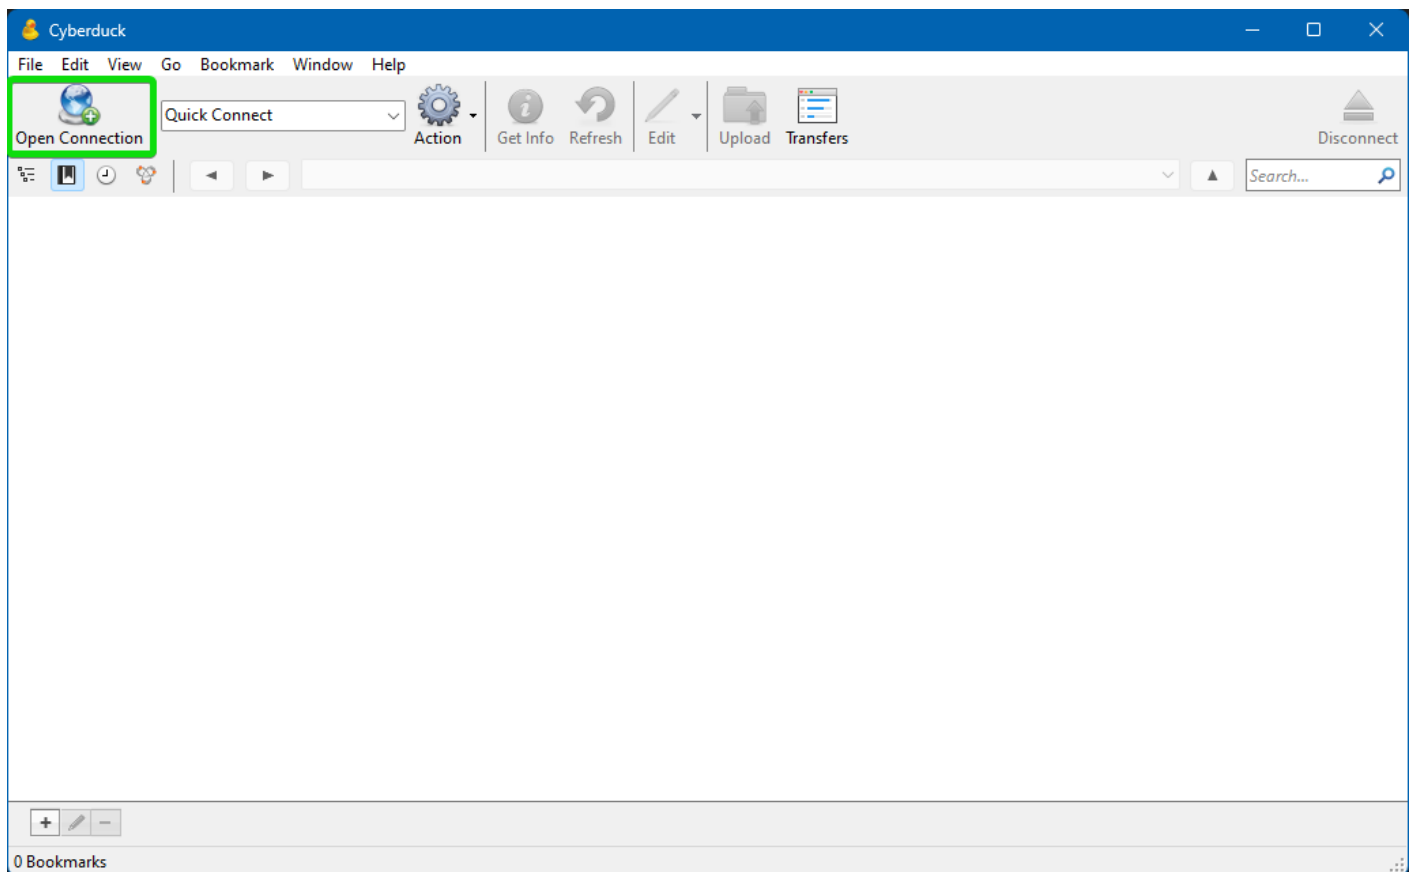 Cyberduck
File Edit View Go Bookmark Window Help
Open Connection Quick Connect Action Get Info Refresh Edit Upload Transfers Disconnect
Search...
0 Bookmarks